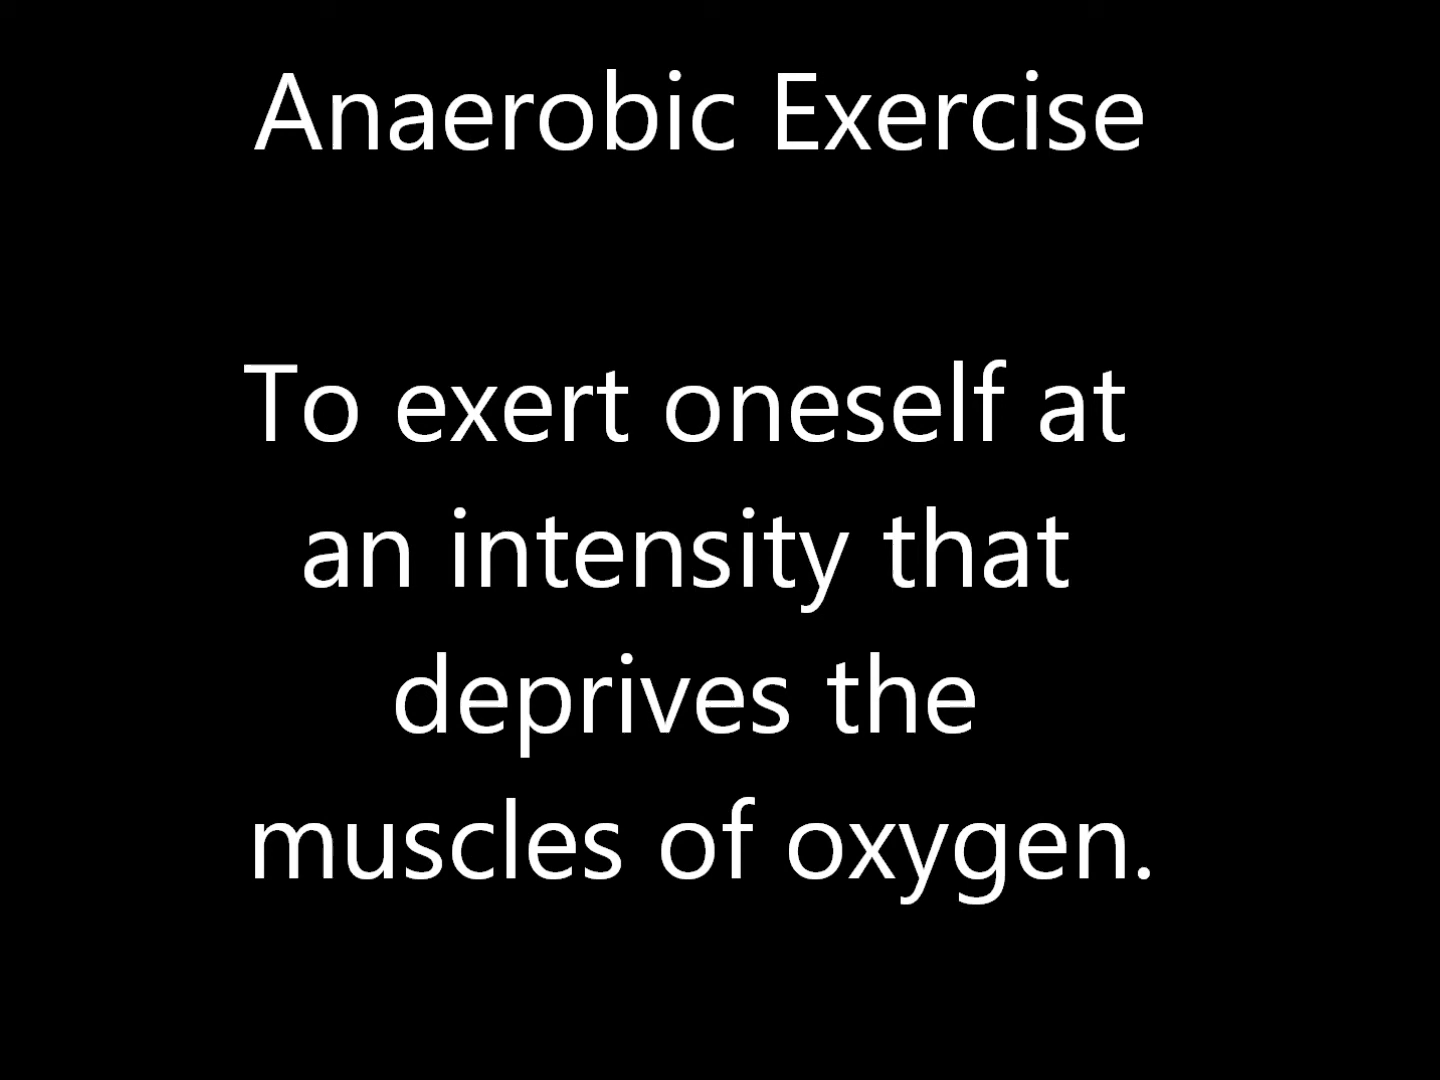 Anaerobic Exercise
To exert oneself at
an intensity that
deprives the
muscles of oxygen.